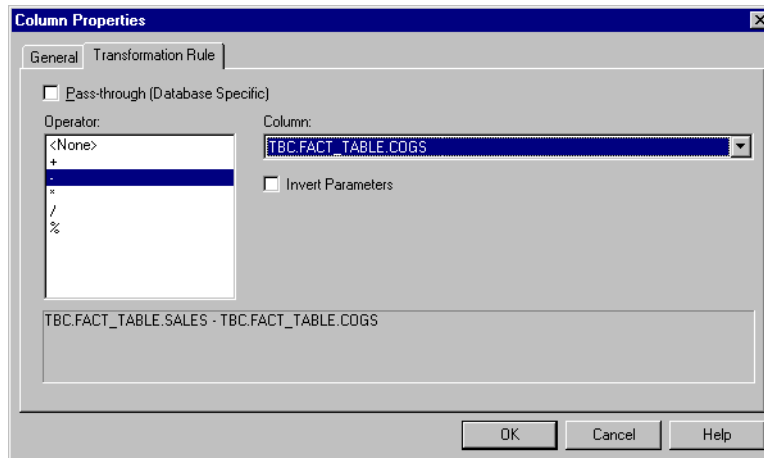 Column Properties
General Transformation Rule
Pass-through (Database Specific)
Operator: Column:
<None> TBC.FACT_TABLE.COGS
+
-
* Invert Parameters
/
%
TBC.FACT_TABLE.SALES - TBC.FACT_TABLE.COGS
OK Cancel Help